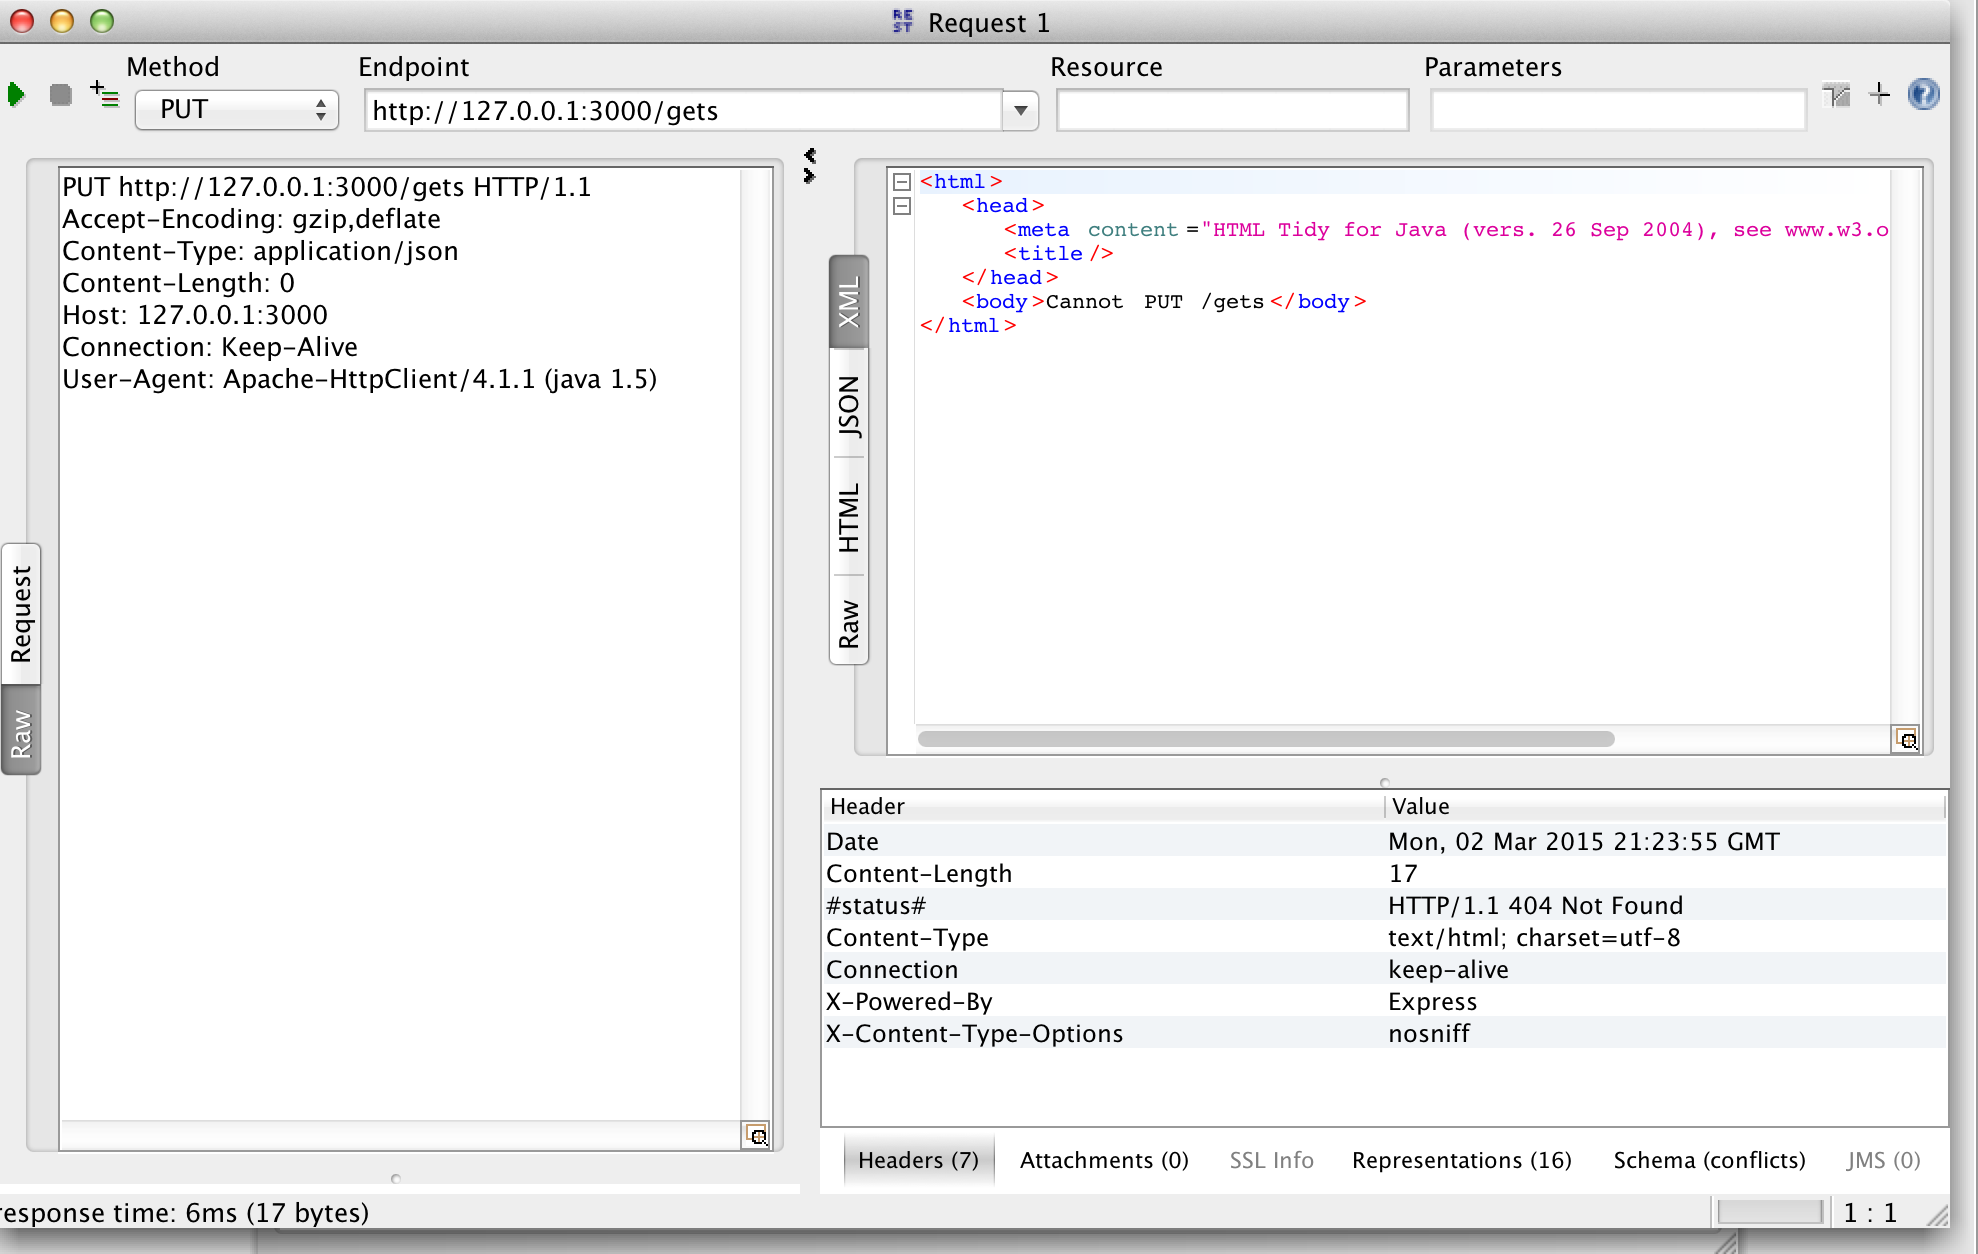 REST Request 1
Method Endpoint Resource Parameters
PUT http://127.0.0.1:3000/gets
PUT http://127.0.0.1:3000/gets HTTP/1.1
Accept-Encoding: gzip,deflate
Content-Type: application/json
Content-Length: 0
Host: 127.0.0.1:3000
Connection: Keep-Alive
User-Agent: Apache-HttpClient/4.1.1 (java 1.5)
Request
Raw
XML
JSON
HTML
Raw
<html>
<head>
<meta content="HTML Tidy for Java (vers. 26 Sep 2004), see www.w3.o
<title/>
</head>
<body>Cannot PUT /gets</body>
</html>
Header Value
Date Mon, 02 Mar 2015 21:23:55 GMT
Content-Length 17
#status# HTTP/1.1 404 Not Found
Content-Type text/html; charset=utf-8
Connection keep-alive
X-Powered-By Express
X-Content-Type-Options nosniff
Headers (7) Attachments (0) SSL Info Representations (16) Schema (conflicts) JMS (0)
response time: 6ms (17 bytes)
1 : 1